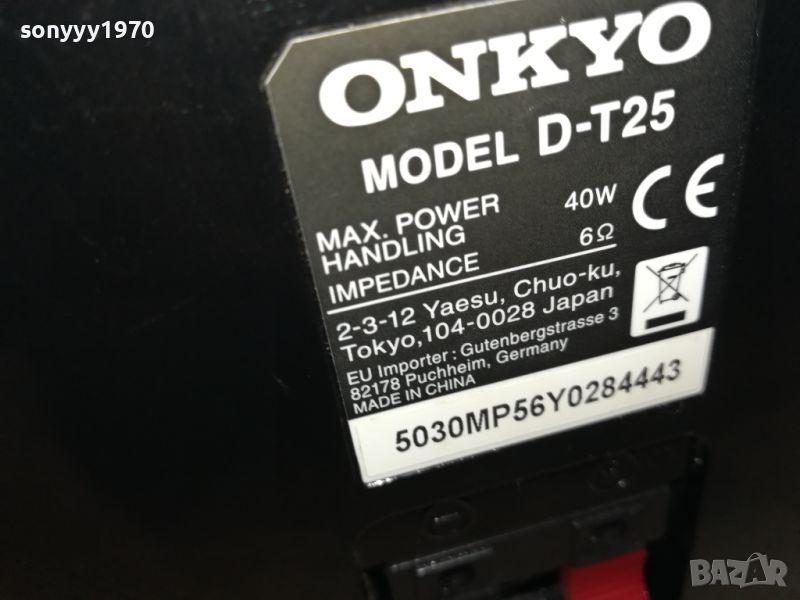 sonyyy1970
ONKYO
MODEL D-T25
MAX. POWER
HANDLING 40W
IMPEDANCE 6Ω
CE
2-3-12 Yaesu, Chuo-ku,
Tokyo,104-0028 Japan
EU Importer : Gutenbergstrasse 3
82178 Puchheim, Germany
MADE IN CHINA
5030MP56Y0284443
BAZAR